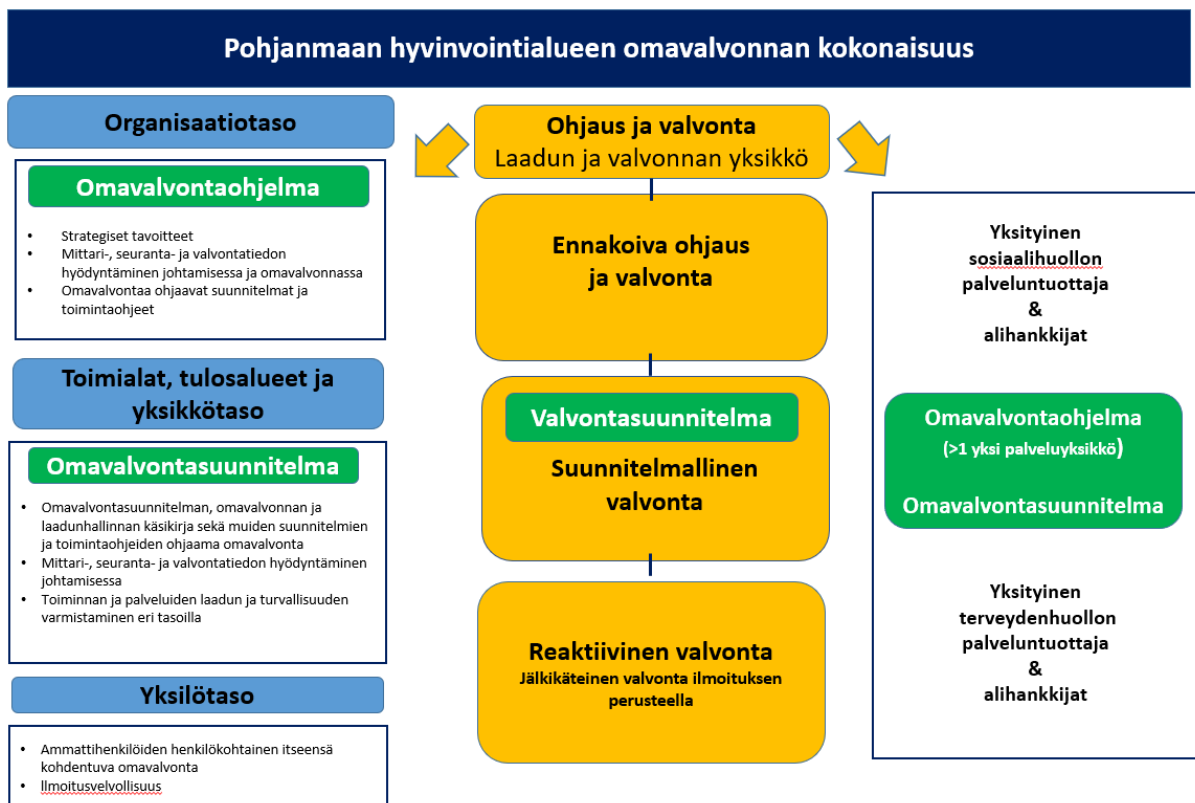 Pohjanmaan hyvinvointialueen omavalvonnan kokonaisuus
Organisaatiotaso
Omavalvontaohjelma
• Strategiset tavoitteet
• Mittari-, seuranta- ja valvontatiedon
hyödyntäminen johtamisessa ja omavalvonnassa
• Omavalvontaa ohjaavat suunnitelmat ja
toimintaohjeet
Toimialat, tulosalueet ja
yksikkötaso
Omavalvontasuunnitelma
• Omavalvontasuunnitelman, omavalvonnan ja
laadunhallinnan käsikirja sekä muiden suunnitelmien
ja toimintaohjeiden ohjaama omavalvonta
• Mittari-, seuranta- ja valvontatiedon hyödyntäminen
johtamisessa
• Toiminnan ja palveluiden laadun ja turvallisuuden
varmistaminen eri tasoilla
Yksilötaso
• Ammattihenkilöiden henkilökohtainen itseensä
kohdentuva omavalvonta
• Ilmoitusvelvollisuus
Ohjaus ja valvonta
Laadun ja valvonnan yksikkö
Ennakoiva ohjaus
ja valvonta
Valvontasuunnitelma
Suunnitelmallinen
valvonta
Reaktiivinen valvonta
Jälkikäteinen valvonta ilmoituksen
perusteella
Yksityinen
sosiaalihuollon
palveluntuottaja
&
alihankkijat
Omavalvontaohjelma
(>1 yksi palveluyksikkö)
Omavalvontasuunnitelma
Yksityinen
terveydenhuollon
palveluntuottaja
&
alihankkijat